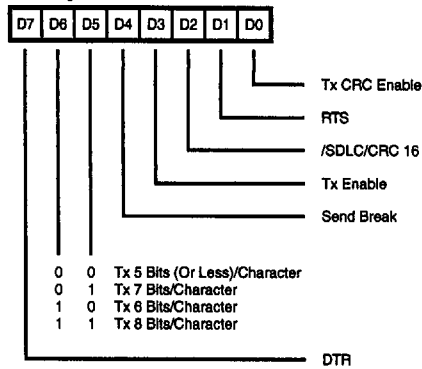 D7 D6 D5 D4 D3 D2 D1 D0
Tx CRC Enable
RTS
/SDLC/CRC 16
Tx Enable
Send Break
0 0 Tx 5 Bits (Or Less)/Character
0 1 Tx 7 Bits/Character
1 0 Tx 6 Bits/Character
1 1 Tx 8 Bits/Character
DTR